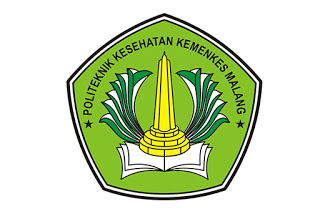 ★ POLITEKNIK KESEHATAN KEMENKES MALANG ★